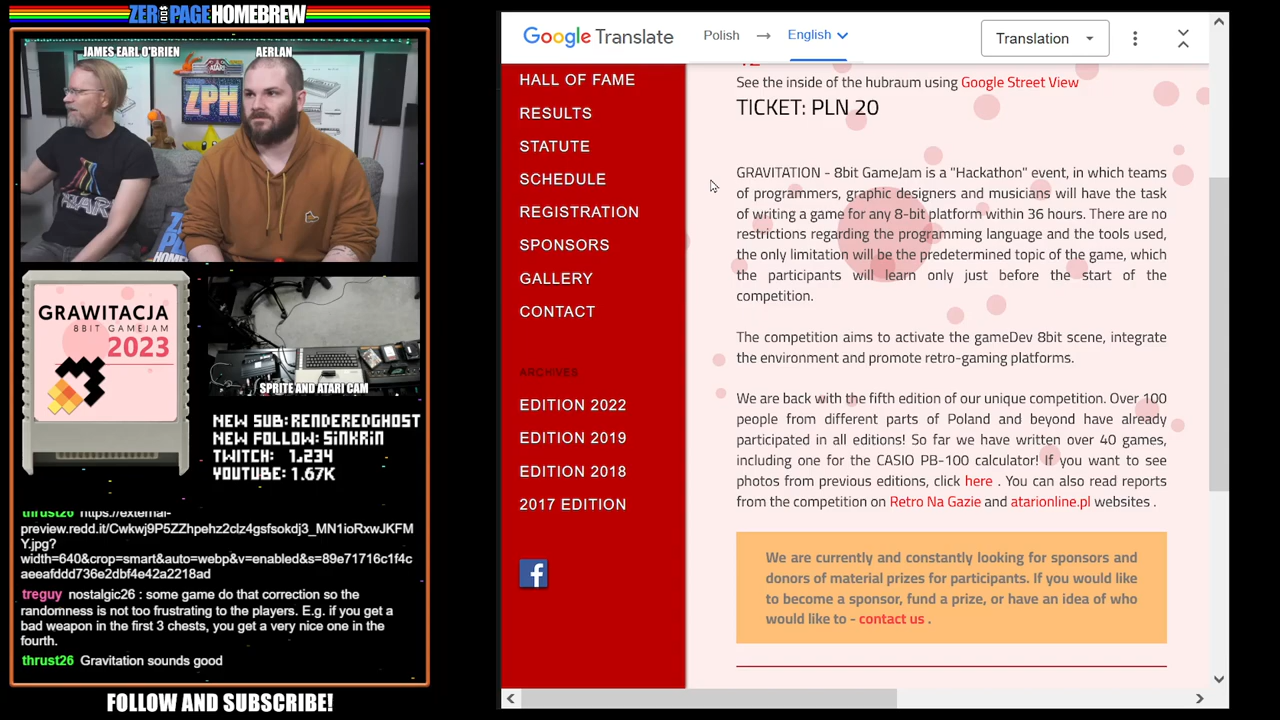 ZER PAGE HOMEBREW
JAMES EARL O'BRIEN
AERLAN
ATARI
ZPH
GRAWITACJA
8BIT GAMEJAM
2023
SPRITE AND ATARI CAM
NEW SUB:RENDEREDGHOST
NEW FOLLOW:SINKRIN
TWITCH: 1,234
YOUTUBE: 1.67K
thrust26 https://external-
preview.redd.it/Cwkwj9P5ZZhpehz2clz4gsfsokdj3_MN1ioRxwJKFM
Y.jpg?
width=640&crop=smart&auto=webp&v=enabled&s=89e71716c1f4c
aeeafddd736e2dbf4e42a2218ad
treguy nostalgic26 : some game do that correction so the
randomness is not too frustrating to the players. E.g. if you get a
bad weapon in the first 3 chests, you get a very nice one in the
fourth.
thrust26 Gravitation sounds good
FOLLOW AND SUBSCRIBE!
Google Translate
Polish → English
Translation
HALL OF FAME
RESULTS
STATUTE
SCHEDULE
REGISTRATION
SPONSORS
GALLERY
CONTACT
ARCHIVES
EDITION 2022
EDITION 2019
EDITION 2018
2017 EDITION
See the inside of the hubraum using Google Street View
TICKET: PLN 20
GRAVITATION - 8bit GameJam is a "Hackathon" event, in which teams
of programmers, graphic designers and musicians will have the task
of writing a game for any 8-bit platform within 36 hours. There are no
restrictions regarding the programming language and the tools used,
the only limitation will be the predetermined topic of the game, which
the participants will learn only just before the start of the
competition.
The competition aims to activate the gameDev 8bit scene, integrate
the environment and promote retro-gaming platforms.
We are back with the fifth edition of our unique competition. Over 100
people from different parts of Poland and beyond have already
participated in all editions! So far we have written over 40 games,
including one for the CASIO PB-100 calculator! If you want to see
photos from previous editions, click here . You can also read reports
from the competition on Retro Na Gazie and atarionline.pl websites .
We are currently and constantly looking for sponsors and
donors of material prizes for participants. If you would like
to become a sponsor, fund a prize, or have an idea of who
would like to - contact us .